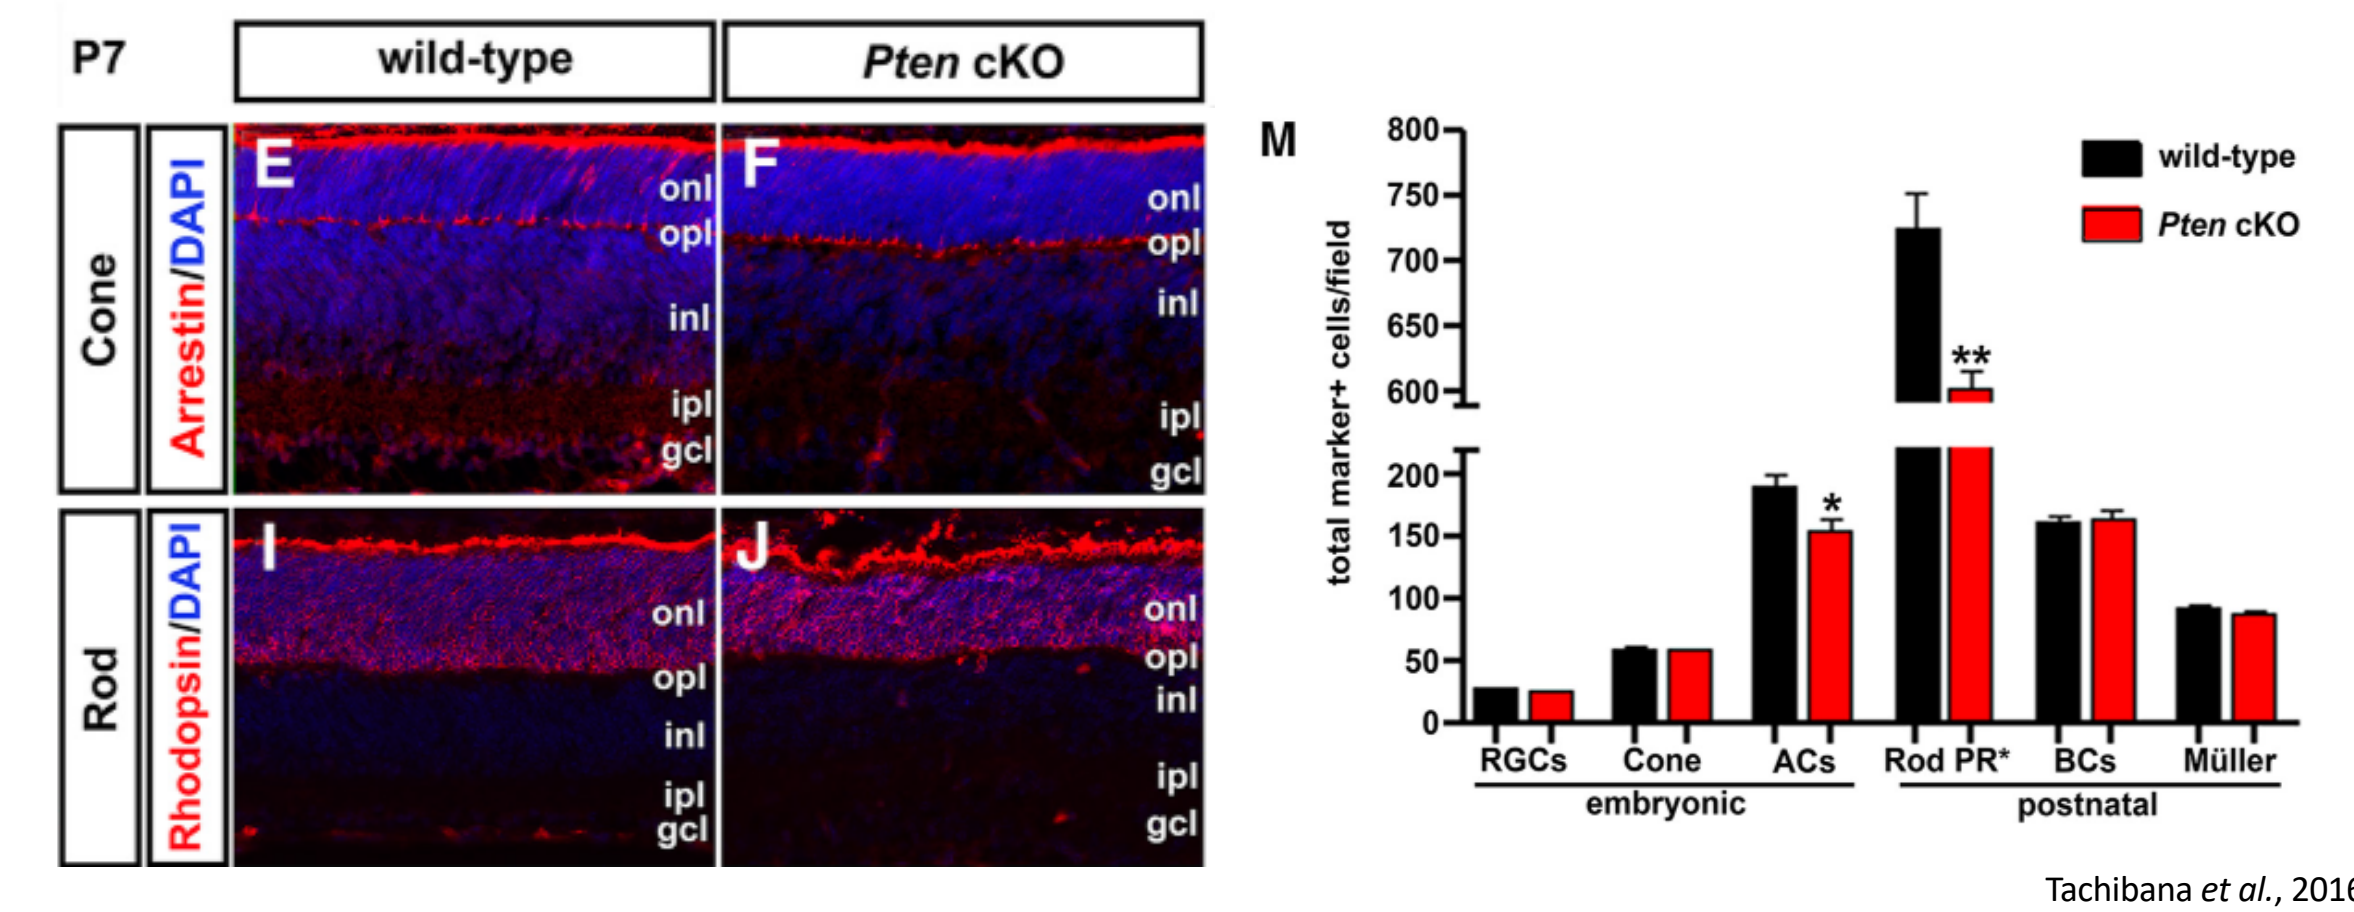 P7
wild-type
Pten cKO
Cone
Arrestin/DAPI
E
onl
opl
inl
ipl
gcl
F
onl
opl
inl
ipl
gcl
Rod
Rhodopsin/DAPI
I
onl
opl
inl
ipl
gcl
J
onl
opl
inl
ipl
gcl
M
total marker+ cells/field
800
750
700
650
600
200
150
100
50
0
wild-type
Pten cKO
**
*
RGCs Cone ACs Rod PR* BCs Müller
embryonic postnatal
Tachibana et al., 2016